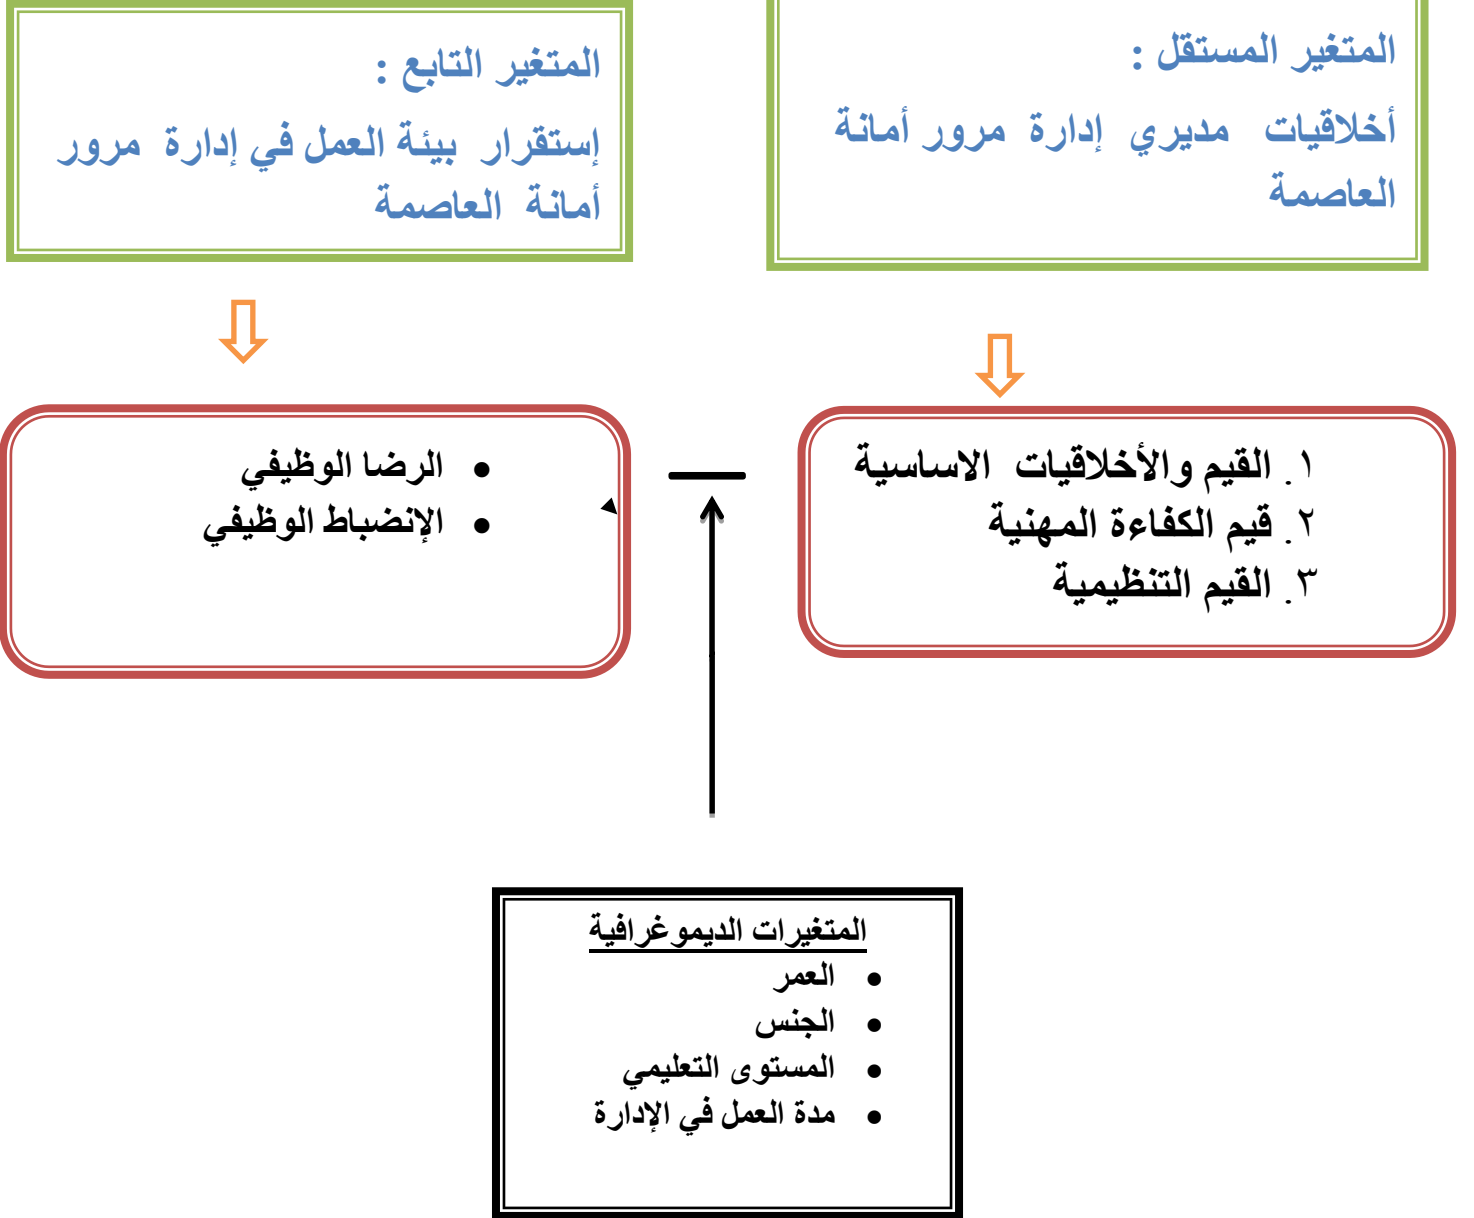 المتغير المستقل :
أخلاقيات مديري إدارة مرور أمانة
العاصمة
المتغير التابع :
إستقرار بيئة العمل في إدارة مرور
أمانة العاصمة
١. القيم والأخلاقيات الاساسية
٢. قيم الكفاءة المهنية
٣. القيم التنظيمية
• الرضا الوظيفي
• الإنضباط الوظيفي
المتغيرات الديموغرافية
• العمر
• الجنس
• المستوى التعليمي
• مدة العمل في الإدارة